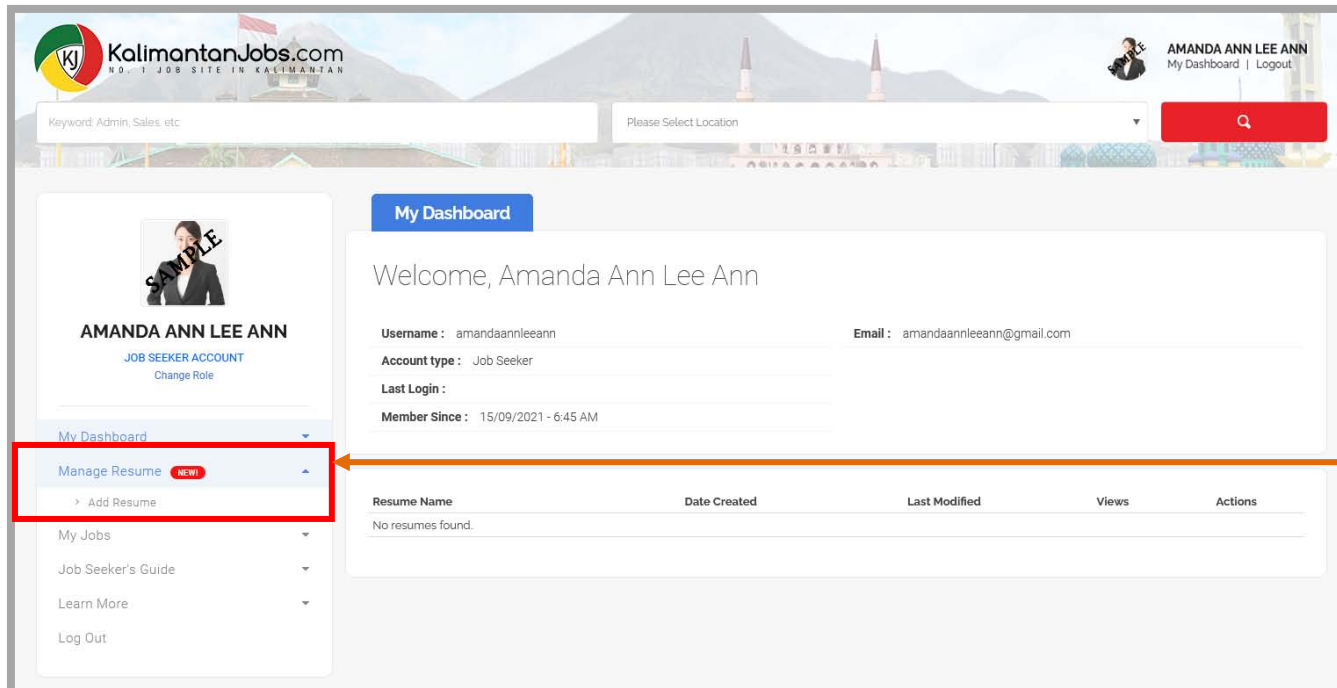 KJ
KalimantanJobs.com
NO. 1 JOB SITE IN KALIMANTAN
SAMPLE
AMANDA ANN LEE ANN
My Dashboard | Logout
Keyword: Admin, Sales, etc
Please Select Location
SAMPLE
AMANDA ANN LEE ANN
JOB SEEKER ACCOUNT
Change Role
My Dashboard
Manage Resume NEW!
> Add Resume
My Jobs
Job Seeker's Guide
Learn More
Log Out
My Dashboard
Welcome, Amanda Ann Lee Ann
Username : amandaannleeann
Email : amandaannleeann@gmail.com
Account type : Job Seeker
Last Login :
Member Since : 15/09/2021 - 6:45 AM
Resume Name Date Created Last Modified Views Actions
No resumes found.